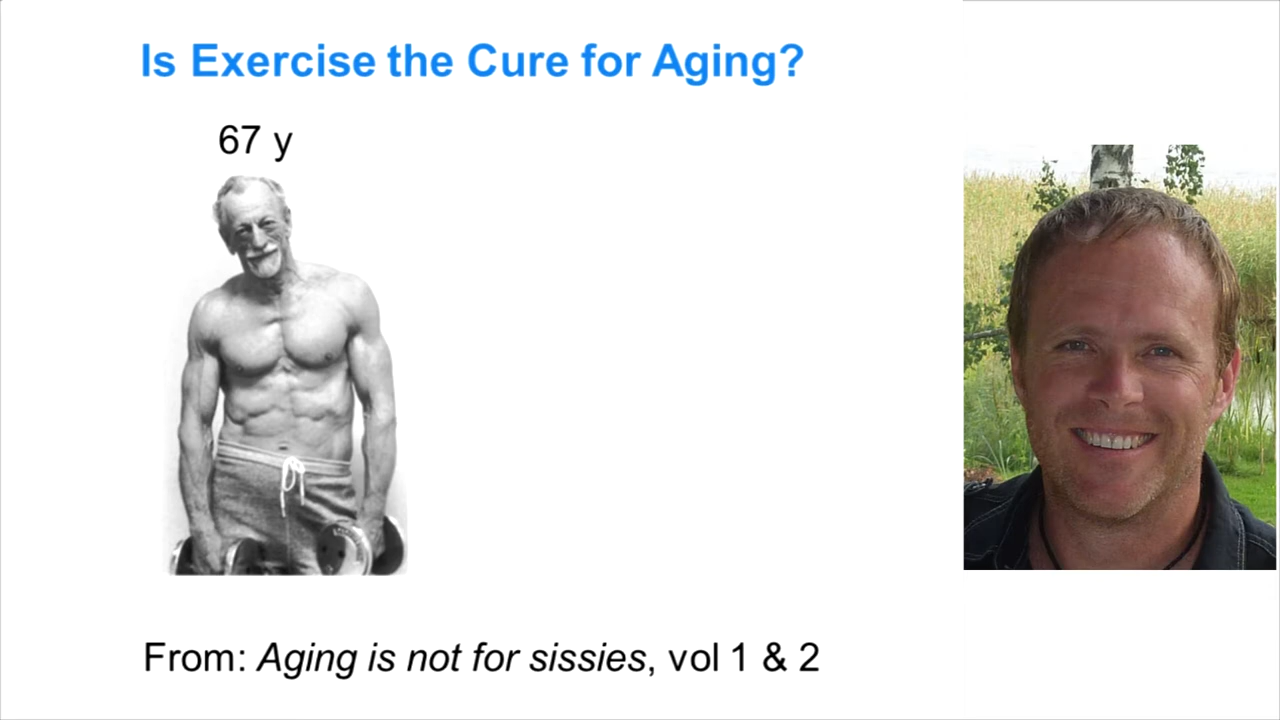 Is Exercise the Cure for Aging?
67 y
From: Aging is not for sissies, vol 1 & 2